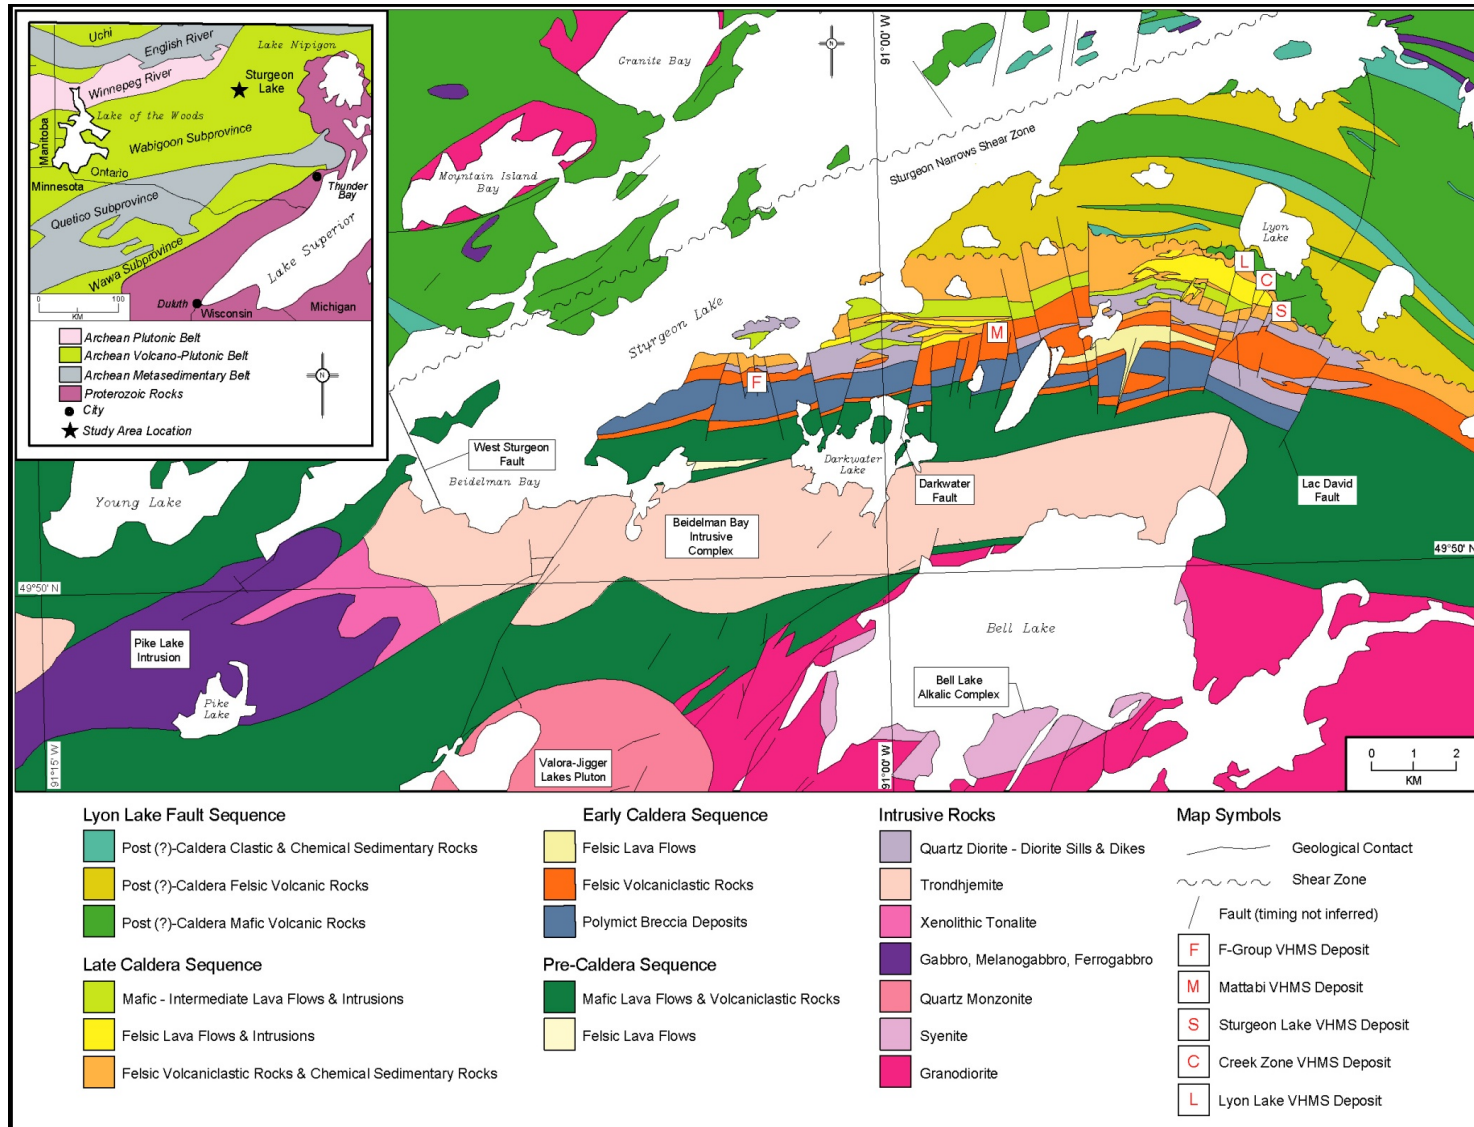 Uchi
English River
Lake Nipigon
Winnepeg River
Sturgeon
Lake
Lake of the Woods
Manitoba
Wabigoon Subprovince
Ontario
Minnesota
Thunder
Bay
Quetico Subprovince
Wawa Subprovince
Lake Superior
Duluth
Wisconsin
Michigan
0 100
KM
Archean Plutonic Belt
Archean Volcano-Plutonic Belt
Archean Metasedimentary Belt
Proterozoic Rocks
City
Study Area Location
N
Granite Bay
N
91°00' W
Mountain Island
Bay
Sturgeon Narrows Shear Zone
Lyon
Lake
L
C
S
M
F
Sturgeon Lake
West Sturgeon
Fault
Beidelman Bay
Darkwater
Lake
Darkwater
Fault
Lac David
Fault
Young Lake
Beidelman Bay
Intrusive
Complex
49°50' N
49°50' N
Pike Lake
Intrusion
Bell Lake
Pike
Lake
Bell Lake
Alkalic Complex
91°15' W
Valora-Jigger
Lakes Pluton
91°00' W
0 1 2
KM
Lyon Lake Fault Sequence
Post (?)-Caldera Clastic & Chemical Sedimentary Rocks
Post (?)-Caldera Felsic Volcanic Rocks
Post (?)-Caldera Mafic Volcanic Rocks
Late Caldera Sequence
Mafic - Intermediate Lava Flows & Intrusions
Felsic Lava Flows & Intrusions
Felsic Volcaniclastic Rocks & Chemical Sedimentary Rocks
Early Caldera Sequence
Felsic Lava Flows
Felsic Volcaniclastic Rocks
Polymict Breccia Deposits
Pre-Caldera Sequence
Mafic Lava Flows & Volcaniclastic Rocks
Felsic Lava Flows
Intrusive Rocks
Quartz Diorite - Diorite Sills & Dikes
Trondhjemite
Xenolithic Tonalite
Gabbro, Melanogabbro, Ferrogabbro
Quartz Monzonite
Syenite
Granodiorite
Map Symbols
Geological Contact
Shear Zone
Fault (timing not inferred)
F F-Group VHMS Deposit
M Mattabi VHMS Deposit
S Sturgeon Lake VHMS Deposit
C Creek Zone VHMS Deposit
L Lyon Lake VHMS Deposit